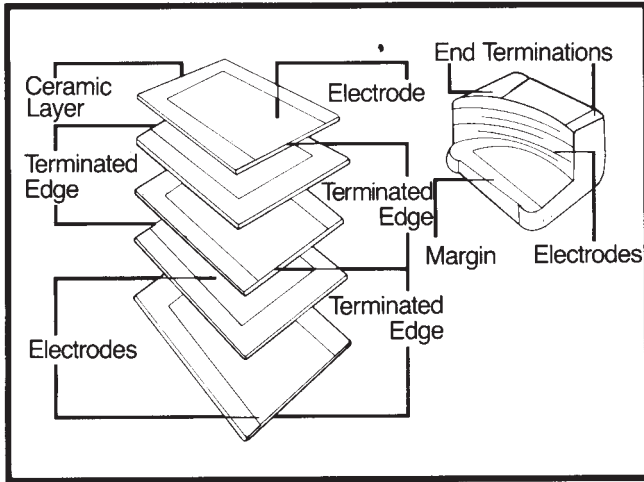 Ceramic
Layer
Electrode
End Terminations
Terminated
Edge
Terminated
Edge
Margin
Electrodes
Terminated
Edge
Electrodes